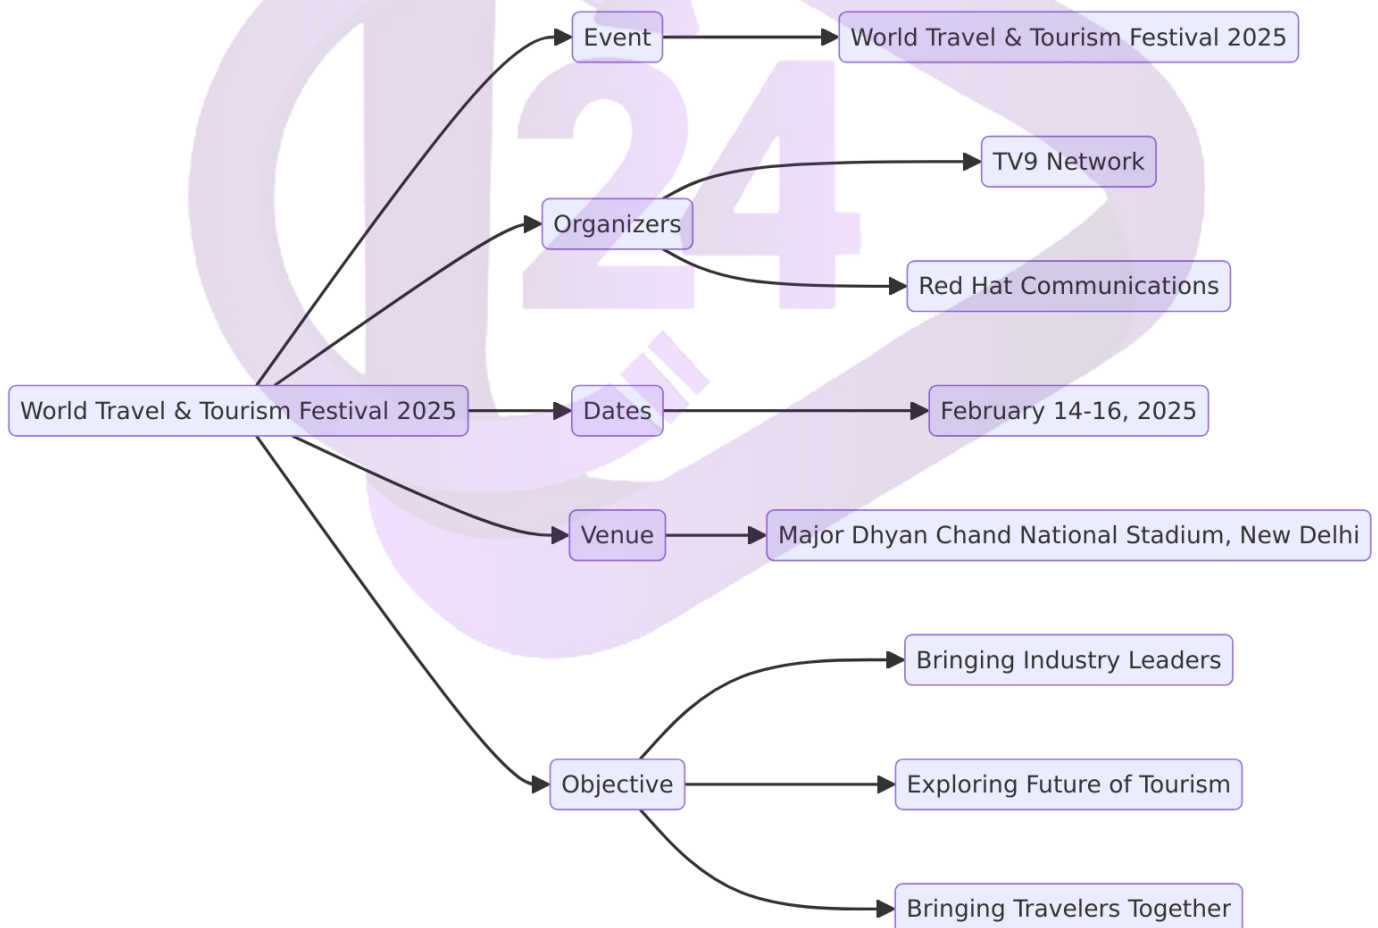 Event
World Travel & Tourism Festival 2025
24
TV9 Network
Organizers
Red Hat Communications
World Travel & Tourism Festival 2025
Dates
February 14-16, 2025
Venue
Major Dhyan Chand National Stadium, New Delhi
Bringing Industry Leaders
Objective
Exploring Future of Tourism
Bringing Travelers Together